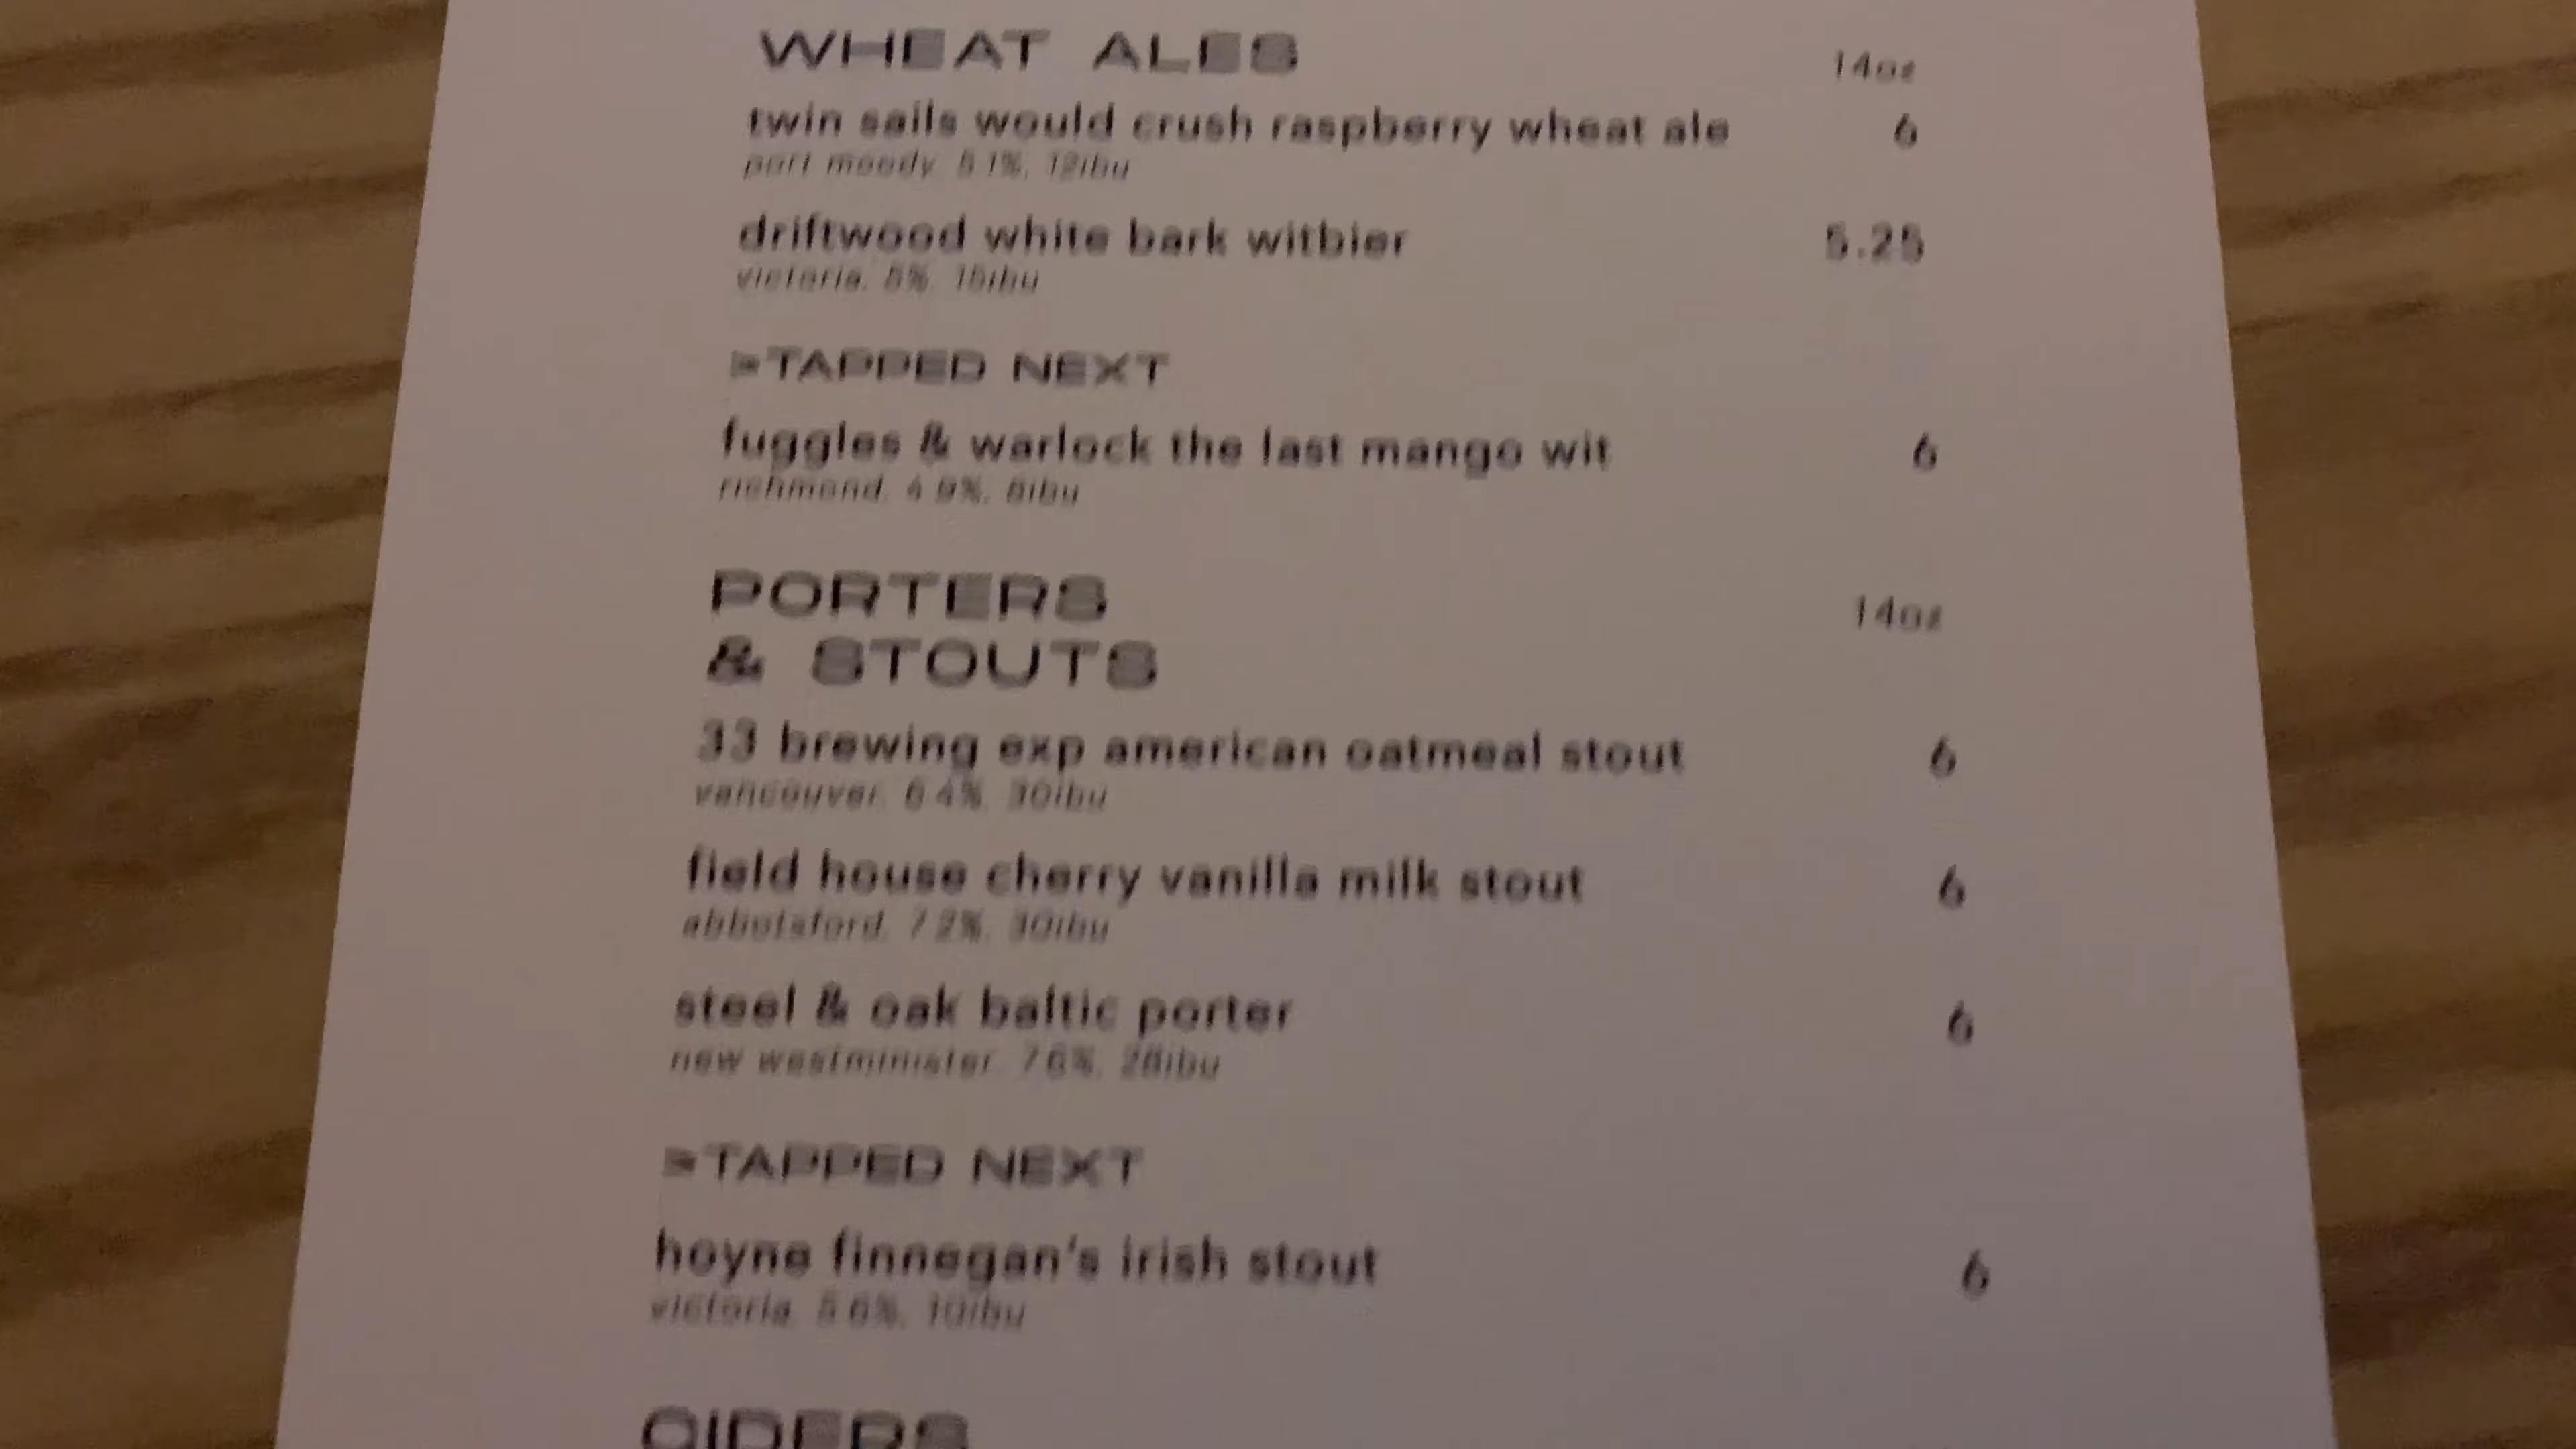 WHEAT ALES 14oz
twin sails would crush raspberry wheat ale 6
port moody, 5.1%, 12ibu
driftwood white bark witbier 5.25
victoria, 5%, 15ibu
TAPPED NEXT
fuggles & warlock the last mango wit 6
richmond, 4.9%, 8ibu
PORTERS 14oz
& STOUTS
33 brewing exp american oatmeal stout 6
vancouver, 6.4%, 30ibu
field house cherry vanilla milk stout 6
abbotsford, 7.2%, 30ibu
steel & oak baltic porter 6
new westminister, 7.6%, 28ibu
TAPPED NEXT
hoyne finnegan's irish stout 6
victoria, 5.6%, 10ibu
CIDERS